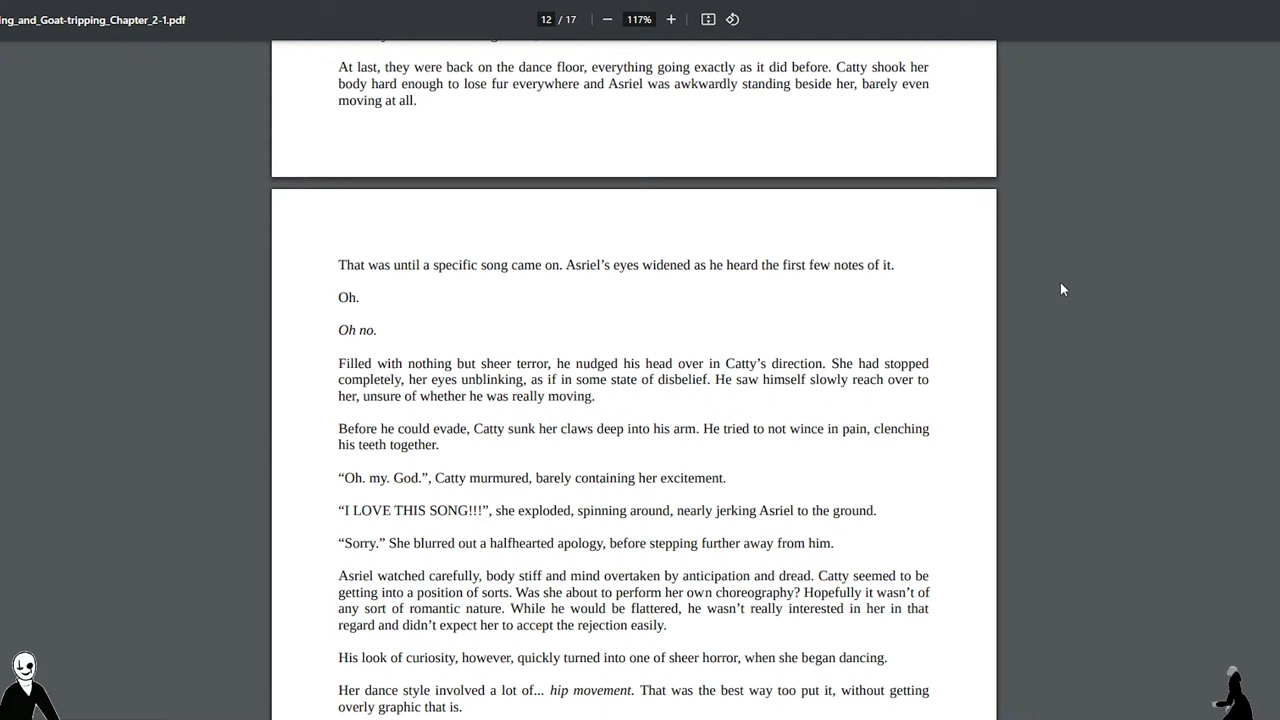 ing_and_Goat-tripping_Chapter_2-1.pdf
12 / 17
117%
At last, they were back on the dance floor, everything going exactly as it did before. Catty shook her
body hard enough to lose fur everywhere and Asriel was awkwardly standing beside her, barely even
moving at all.
That was until a specific song came on. Asriel’s eyes widened as he heard the first few notes of it.
Oh.
Oh no.
Filled with nothing but sheer terror, he nudged his head over in Catty’s direction. She had stopped
completely, her eyes unblinking, as if in some state of disbelief. He saw himself slowly reach over to
her, unsure of whether he was really moving.
Before he could evade, Catty sunk her claws deep into his arm. He tried to not wince in pain, clenching
his teeth together.
“Oh. my. God.”, Catty murmured, barely containing her excitement.
“I LOVE THIS SONG!!!”, she exploded, spinning around, nearly jerking Asriel to the ground.
“Sorry.” She blurred out a halfhearted apology, before stepping further away from him.
Asriel watched carefully, body stiff and mind overtaken by anticipation and dread. Catty seemed to be
getting into a position of sorts. Was she about to perform her own choreography? Hopefully it wasn’t of
any sort of romantic nature. While he would be flattered, he wasn’t really interested in her in that
regard and didn’t expect her to accept the rejection easily.
His look of curiosity, however, quickly turned into one of sheer horror, when she began dancing.
Her dance style involved a lot of... hip movement. That was the best way too put it, without getting
overly graphic that is.